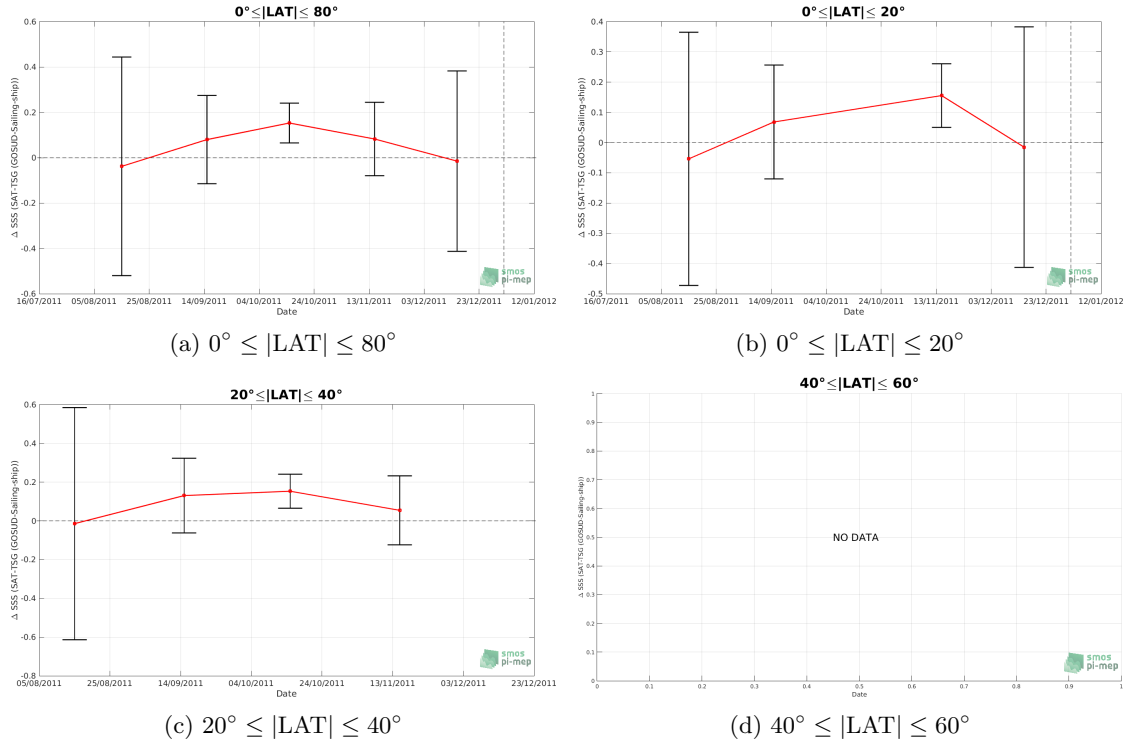 0°≤|LAT|≤ 80°
Δ SSS (SAT-TSG (GOSUD-Sailing-ship))
0.6
0.4
0.2
0
-0.2
-0.4
-0.6
16/07/2011 05/08/2011 25/08/2011 14/09/2011 04/10/2011 24/10/2011 13/11/2011 03/12/2011 23/12/2011 12/01/2012
Date
smos
pi-mep
(a) 0° ≤ |LAT| ≤ 80°
0°≤|LAT|≤ 20°
Δ SSS (SAT-TSG (GOSUD-Sailing-ship))
0.4
0.3
0.2
0.1
0
-0.1
-0.2
-0.3
-0.4
-0.5
16/07/2011 05/08/2011 25/08/2011 14/09/2011 04/10/2011 24/10/2011 13/11/2011 03/12/2011 23/12/2011 12/01/2012
Date
smos
pi-mep
(b) 0° ≤ |LAT| ≤ 20°
20°≤|LAT|≤ 40°
Δ SSS (SAT-TSG (GOSUD-Sailing-ship))
0.6
0.4
0.2
0
-0.2
-0.4
-0.6
-0.8
05/08/2011 25/08/2011 14/09/2011 04/10/2011 24/10/2011 13/11/2011 03/12/2011 23/12/2011
Date
smos
pi-mep
(c) 20° ≤ |LAT| ≤ 40°
40°≤|LAT|≤ 60°
Δ SSS (SAT-TSG (GOSUD-Sailing-ship))
1
0.9
0.8
0.7
0.6
0.5
0.4
0.3
0.2
0.1
0
NO DATA
0 0.1 0.2 0.3 0.4 0.5 0.6 0.7 0.8 0.9 1
Date
smos
pi-mep
(d) 40° ≤ |LAT| ≤ 60°